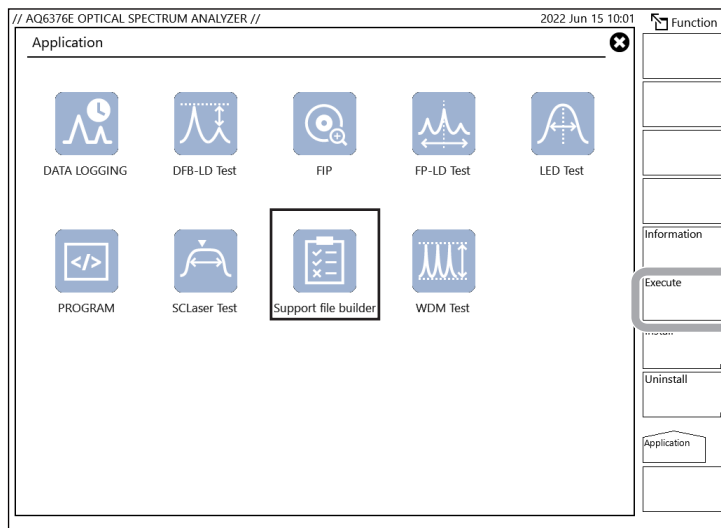 // AQ6376E OPTICAL SPECTRUM ANALYZER // 2022 Jun 15 10:01
Function
Application
DATA LOGGING DFB-LD Test FIP FP-LD Test LED Test
</>
PROGRAM SCLaser Test Support file builder WDM Test
Information
Execute
Install
Uninstall
Application